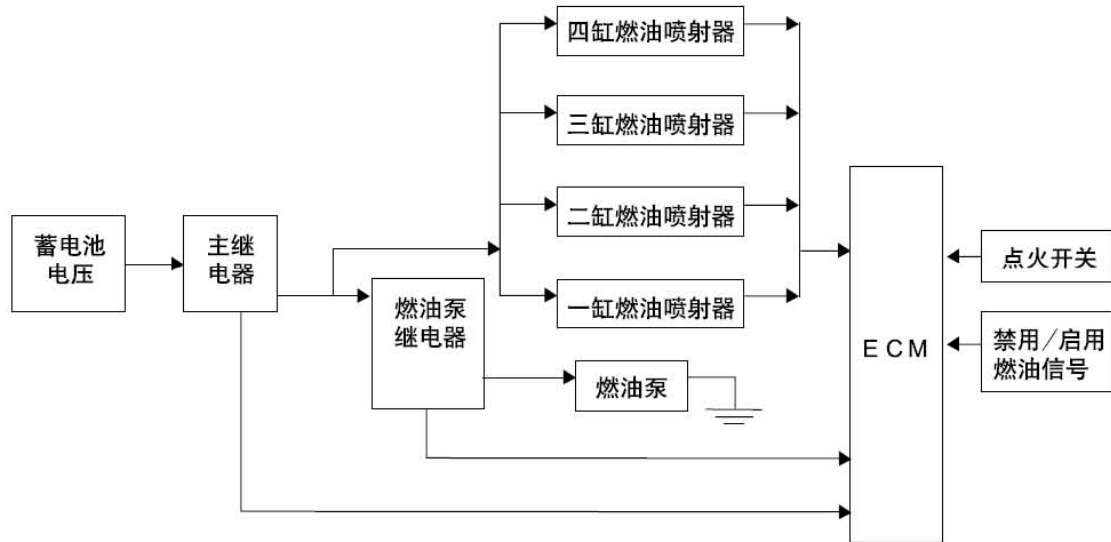 四缸燃油喷射器
三缸燃油喷射器
二缸燃油喷射器
一缸燃油喷射器
蓄电池
电压
主继
电器
燃油泵
继电器
燃油泵
ECM
点火开关
禁用/启用
燃油信号